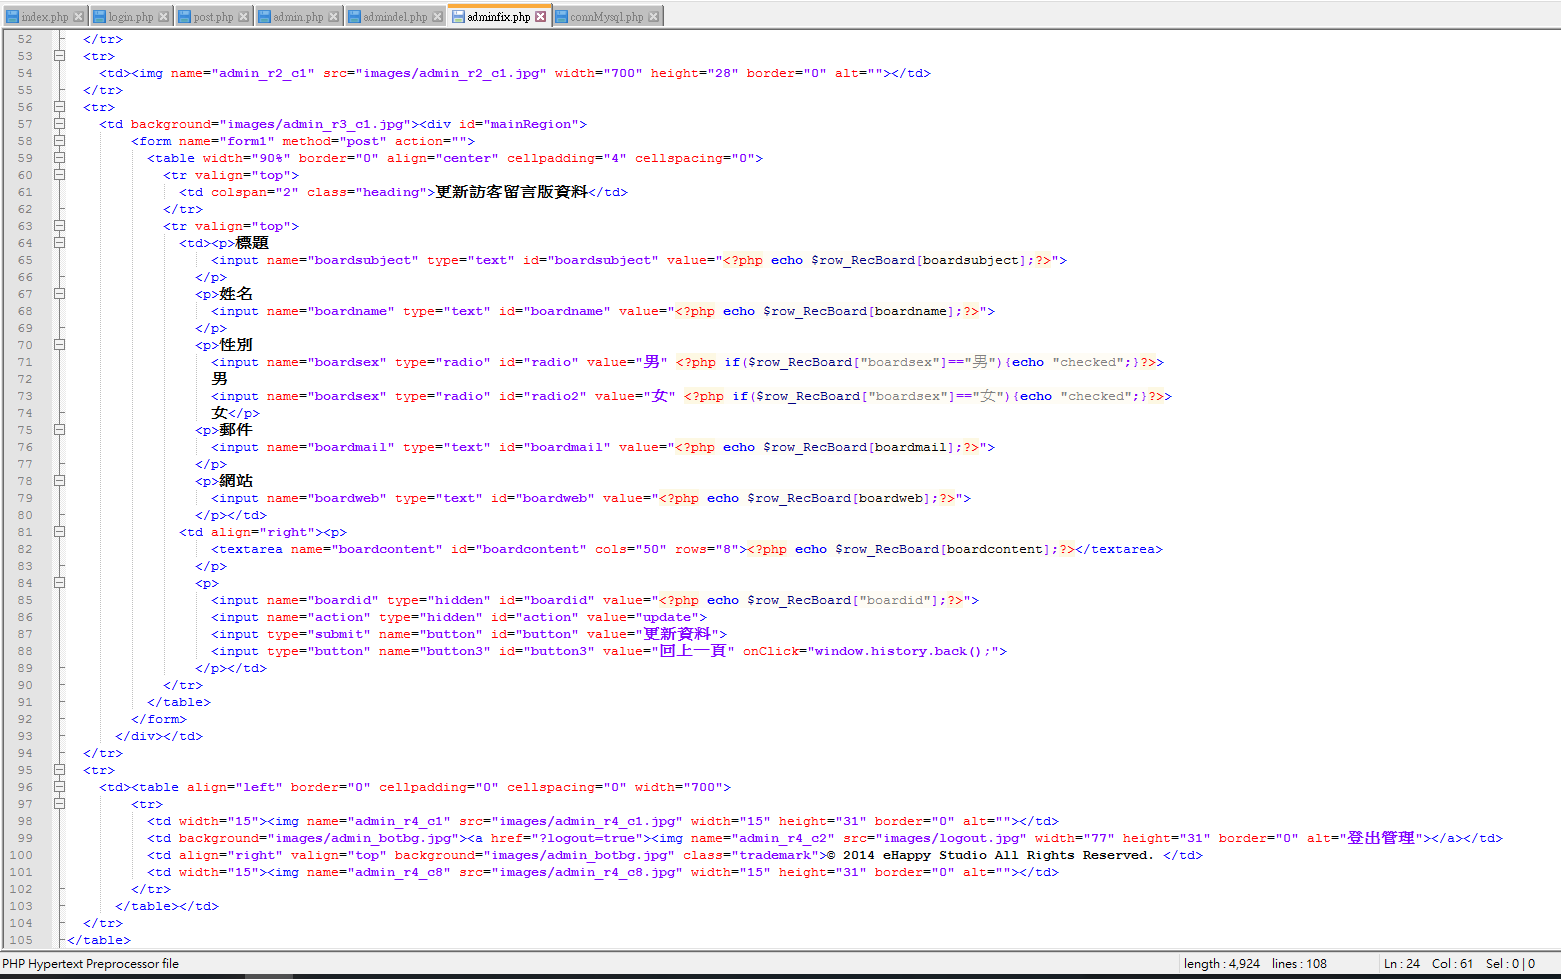 index.php login.php post.php admin.php admindel.php adminfix.php connMysql.php
52 </tr>
53 <tr>
54 <td><img name="admin_r2_c1" src="images/admin_r2_c1.jpg" width="700" height="28" border="0" alt=""></td>
55 </tr>
56 <tr>
57 <td background="images/admin_r3_c1.jpg"><div id="mainRegion">
58 <form name="form1" method="post" action="">
59 <table width="90%" border="0" align="center" cellpadding="4" cellspacing="0">
60 <tr valign="top">
61 <td colspan="2" class="heading">更新訪客留言版資料</td>
62 </tr>
63 <tr valign="top">
64 <td><p>標題
65 <input name="boardsubject" type="text" id="boardsubject" value="<?php echo $row_RecBoard[boardsubject];?>">
66 </p>
67 <p>姓名
68 <input name="boardname" type="text" id="boardname" value="<?php echo $row_RecBoard[boardname];?>">
69 </p>
70 <p>性別
71 <input name="boardsex" type="radio" id="radio" value="男" <?php if($row_RecBoard["boardsex"]=="男"){echo "checked";}?>>
72 男
73 <input name="boardsex" type="radio" id="radio2" value="女" <?php if($row_RecBoard["boardsex"]=="女"){echo "checked";}?>>
74 女</p>
75 <p>郵件
76 <input name="boardmail" type="text" id="boardmail" value="<?php echo $row_RecBoard[boardmail];?>">
77 </p>
78 <p>網站
79 <input name="boardweb" type="text" id="boardweb" value="<?php echo $row_RecBoard[boardweb];?>">
80 </p></td>
81 <td align="right"><p>
82 <textarea name="boardcontent" id="boardcontent" cols="50" rows="8"><?php echo $row_RecBoard[boardcontent];?></textarea>
83 </p>
84 <p>
85 <input name="boardid" type="hidden" id="boardid" value="<?php echo $row_RecBoard["boardid"];?>">
86 <input name="action" type="hidden" id="action" value="update">
87 <input type="submit" name="button" id="button" value="更新資料">
88 <input type="button" name="button3" id="button3" value="回上一頁" onClick="window.history.back();">
89 </p></td>
90 </tr>
91 </table>
92 </form>
93 </div></td>
94 </tr>
95 <tr>
96 <td><table align="left" border="0" cellpadding="0" cellspacing="0" width="700">
97 <tr>
98 <td width="15"><img name="admin_r4_c1" src="images/admin_r4_c1.jpg" width="15" height="31" border="0" alt=""></td>
99 <td background="images/admin_botbg.jpg"><a href="?logout=true"><img name="admin_r4_c2" src="images/logout.jpg" width="77" height="31" border="0" alt="登出管理"></a></td>
100 <td align="right" valign="top" background="images/admin_botbg.jpg" class="trademark">© 2014 eHappy Studio All Rights Reserved. </td>
101 <td width="15"><img name="admin_r4_c8" src="images/admin_r4_c8.jpg" width="15" height="31" border="0" alt=""></td>
102 </tr>
103 </table></td>
104 </tr>
105 </table>
PHP Hypertext Preprocessor file length : 4,924 lines : 108 Ln : 24 Col : 61 Sel : 0 | 0